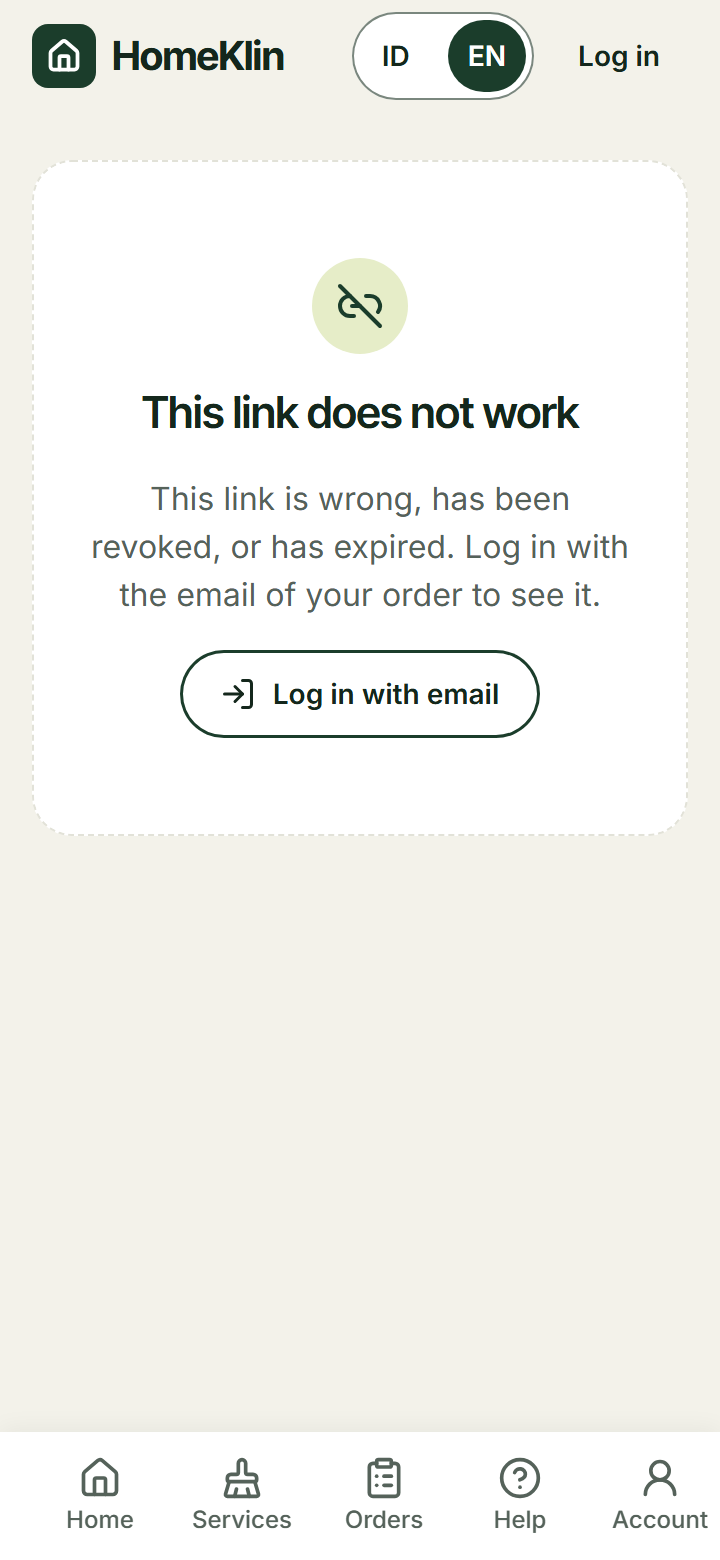 HomeKlin
ID
EN
Log in
This link does not work
This link is wrong, has been
revoked, or has expired. Log in with
the email of your order to see it.
Log in with email
Home
Services
Orders
Help
Account